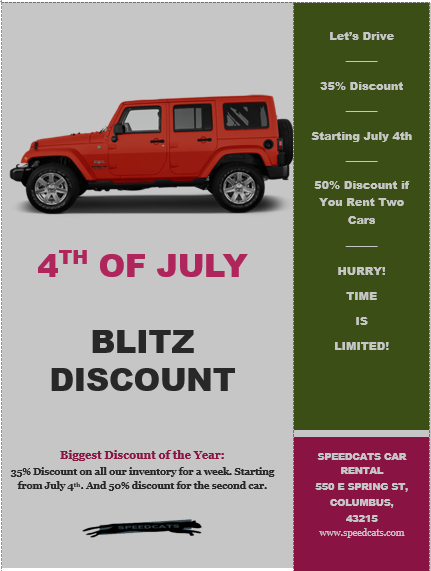 4TH OF JULY
BLITZ
DISCOUNT
Biggest Discount of the Year:
35% Discount on all our inventory for a week. Starting
from July 4th. And 50% discount for the second car.
SPEEDCATS
Let's Drive
35% Discount
Starting July 4th
50% Discount if
You Rent Two
Cars
HURRY!
TIME
IS
LIMITED!
SPEEDCATS CAR
RENTAL
550 E SPRING ST,
COLUMBUS,
43215
www.speedcats.com